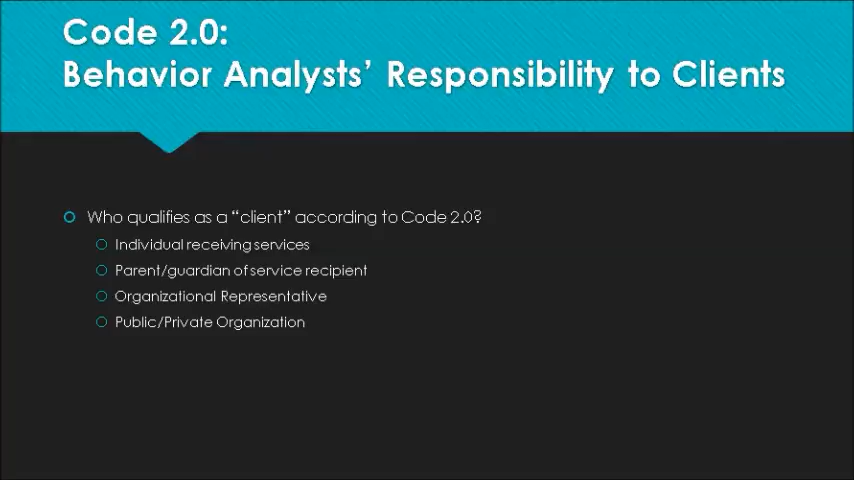 Code 2.0:
Behavior Analysts’ Responsibility to Clients
Who qualifies as a “client” according to Code 2.0?
Individual receiving services
Parent/guardian of service recipient
Organizational Representative
Public/Private Organization